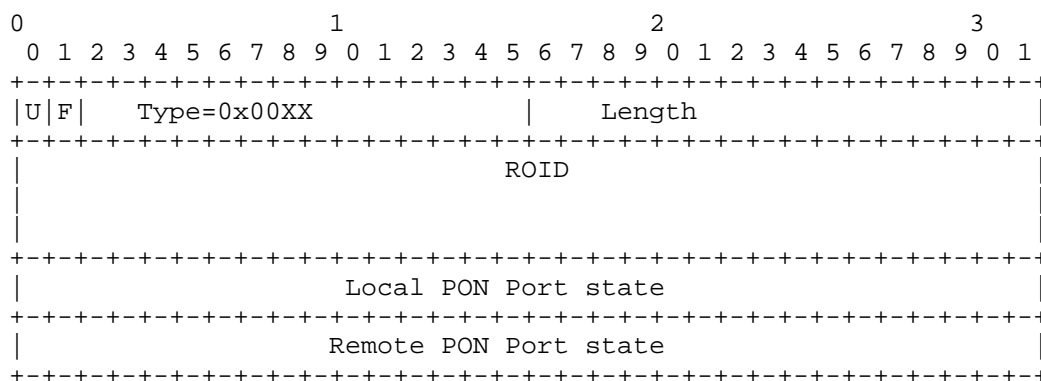 0                   1                   2                   3
 0 1 2 3 4 5 6 7 8 9 0 1 2 3 4 5 6 7 8 9 0 1 2 3 4 5 6 7 8 9 0 1
+-+-+-+-+-+-+-+-+-+-+-+-+-+-+-+-+-+-+-+-+-+-+-+-+-+-+-+-+-+-+-+-+
|U|F|   Type=0x00XX             |    Length                     |
+-+-+-+-+-+-+-+-+-+-+-+-+-+-+-+-+-+-+-+-+-+-+-+-+-+-+-+-+-+-+-+-+
|                              ROID                             |
|                                                               |
|                                                               |
+-+-+-+-+-+-+-+-+-+-+-+-+-+-+-+-+-+-+-+-+-+-+-+-+-+-+-+-+-+-+-+-+
|                    Local PON Port state                       |
+-+-+-+-+-+-+-+-+-+-+-+-+-+-+-+-+-+-+-+-+-+-+-+-+-+-+-+-+-+-+-+-+
|                   Remote PON Port state                       |
+-+-+-+-+-+-+-+-+-+-+-+-+-+-+-+-+-+-+-+-+-+-+-+-+-+-+-+-+-+-+-+-+